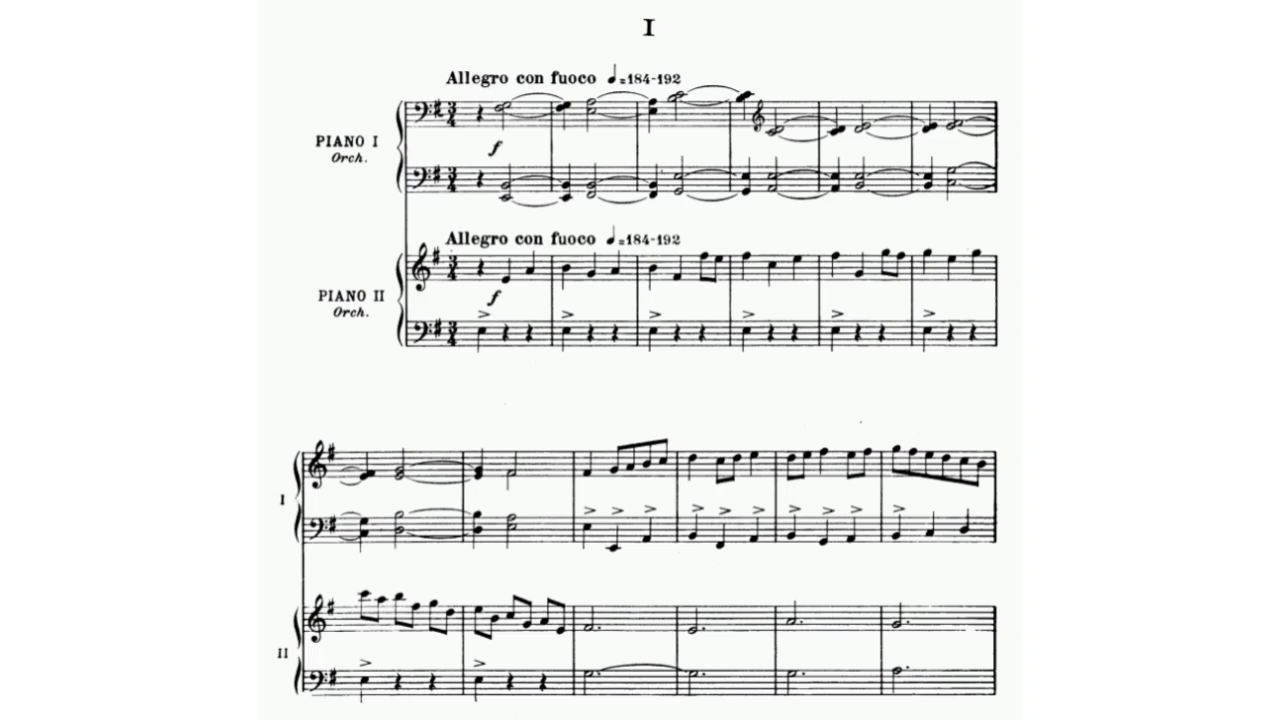 I
Allegro con fuoco ♩=184-192
PIANO I
Orch.
f
Allegro con fuoco ♩=184-192
PIANO II
Orch.
f
I
II